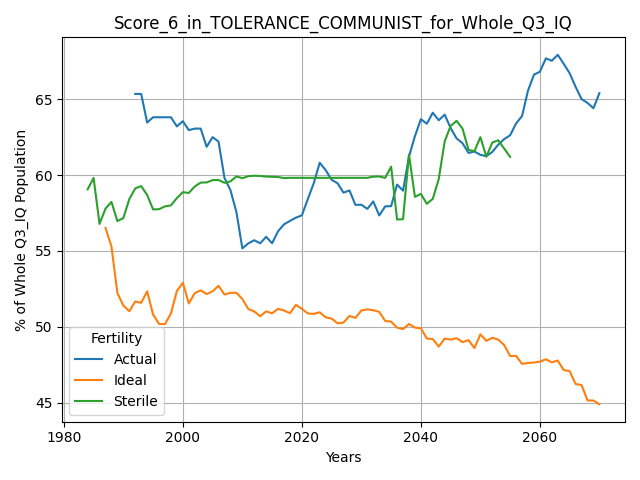 Score_6_in_TOLERANCE_COMMUNIST_for_Whole_Q3_IQ
% of Whole Q3_IQ Population
65
60
55
50
45
Fertility
Actual
Ideal
Sterile
1980
2000
2020
2040
2060
Years